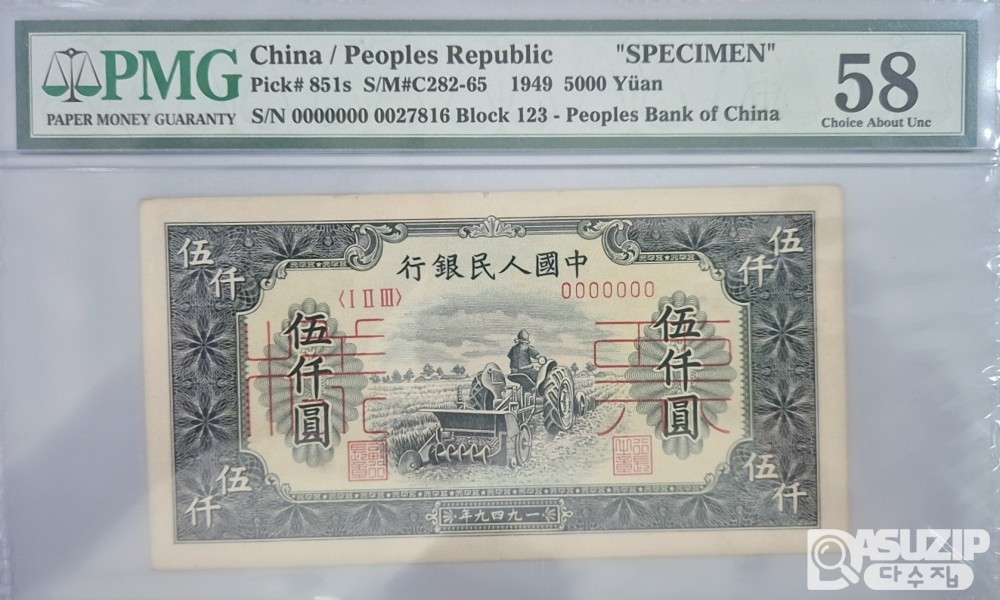 PMG
PAPER MONEY GUARANTY
China / Peoples Republic "SPECIMEN"
Pick# 851s S/M#C282-65 1949 5000 Yüan
S/N 0000000 0027816 Block 123 - Peoples Bank of China
58
Choice About Unc
伍仟
伍仟
行銀民人國中
〈I II III〉
0000000
伍仟圓
伍仟圓
伍仟
伍仟
年九四九一
DASUZIP
다수집